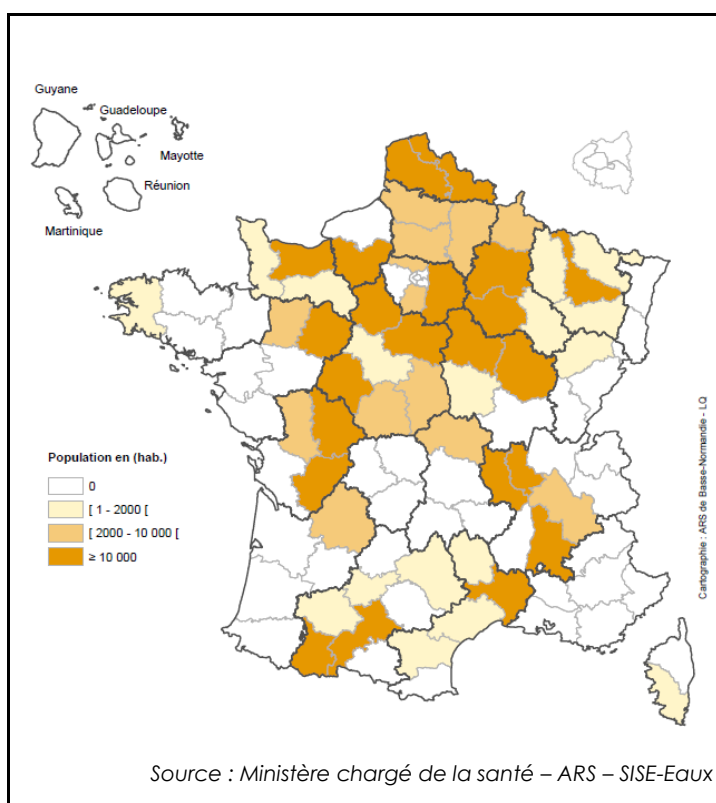 Guyane
Guadeloupe
Mayotte
Réunion
Martinique
Population en (hab.)
0
[ 1 - 2000 [
[ 2000 - 10 000 [
≥ 10 000
Cartographie : ARS de Basse-Normandie - LQ
Source : Ministère chargé de la santé – ARS – SISE-Eaux